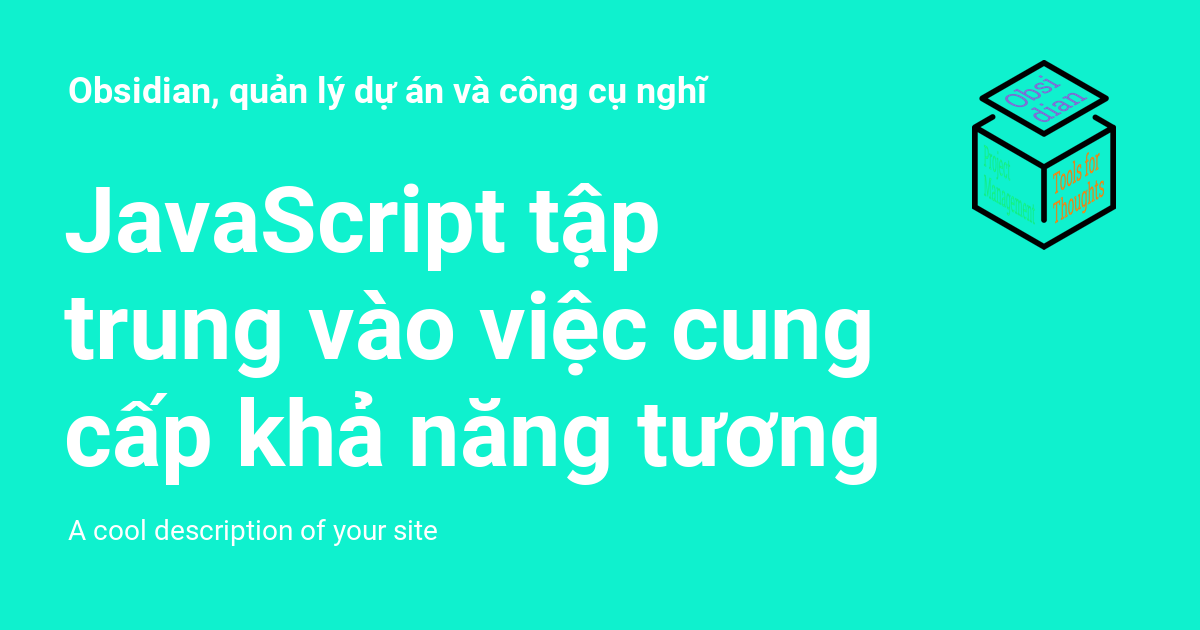 Obsidian, quản lý dự án và công cụ nghĩ
Obsi
dian
Project
Management
Tools for
Thoughts
JavaScript tập
trung vào việc cung
cấp khả năng tương
A cool description of your site